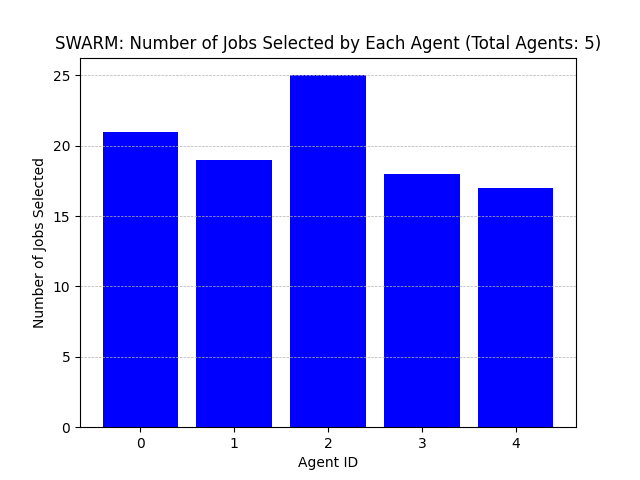 SWARM: Number of Jobs Selected by Each Agent (Total Agents: 5)
25
20
15
10
5
0
Number of Jobs Selected
0 1 2 3 4
Agent ID